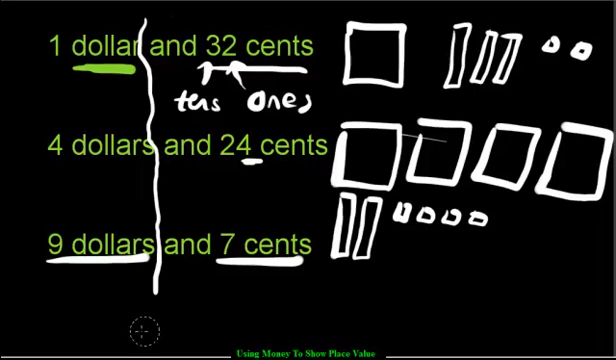 1 dollar and 32 cents
tens ones
4 dollars and 24 cents
9 dollars and 7 cents
Using Money To Show Place Value